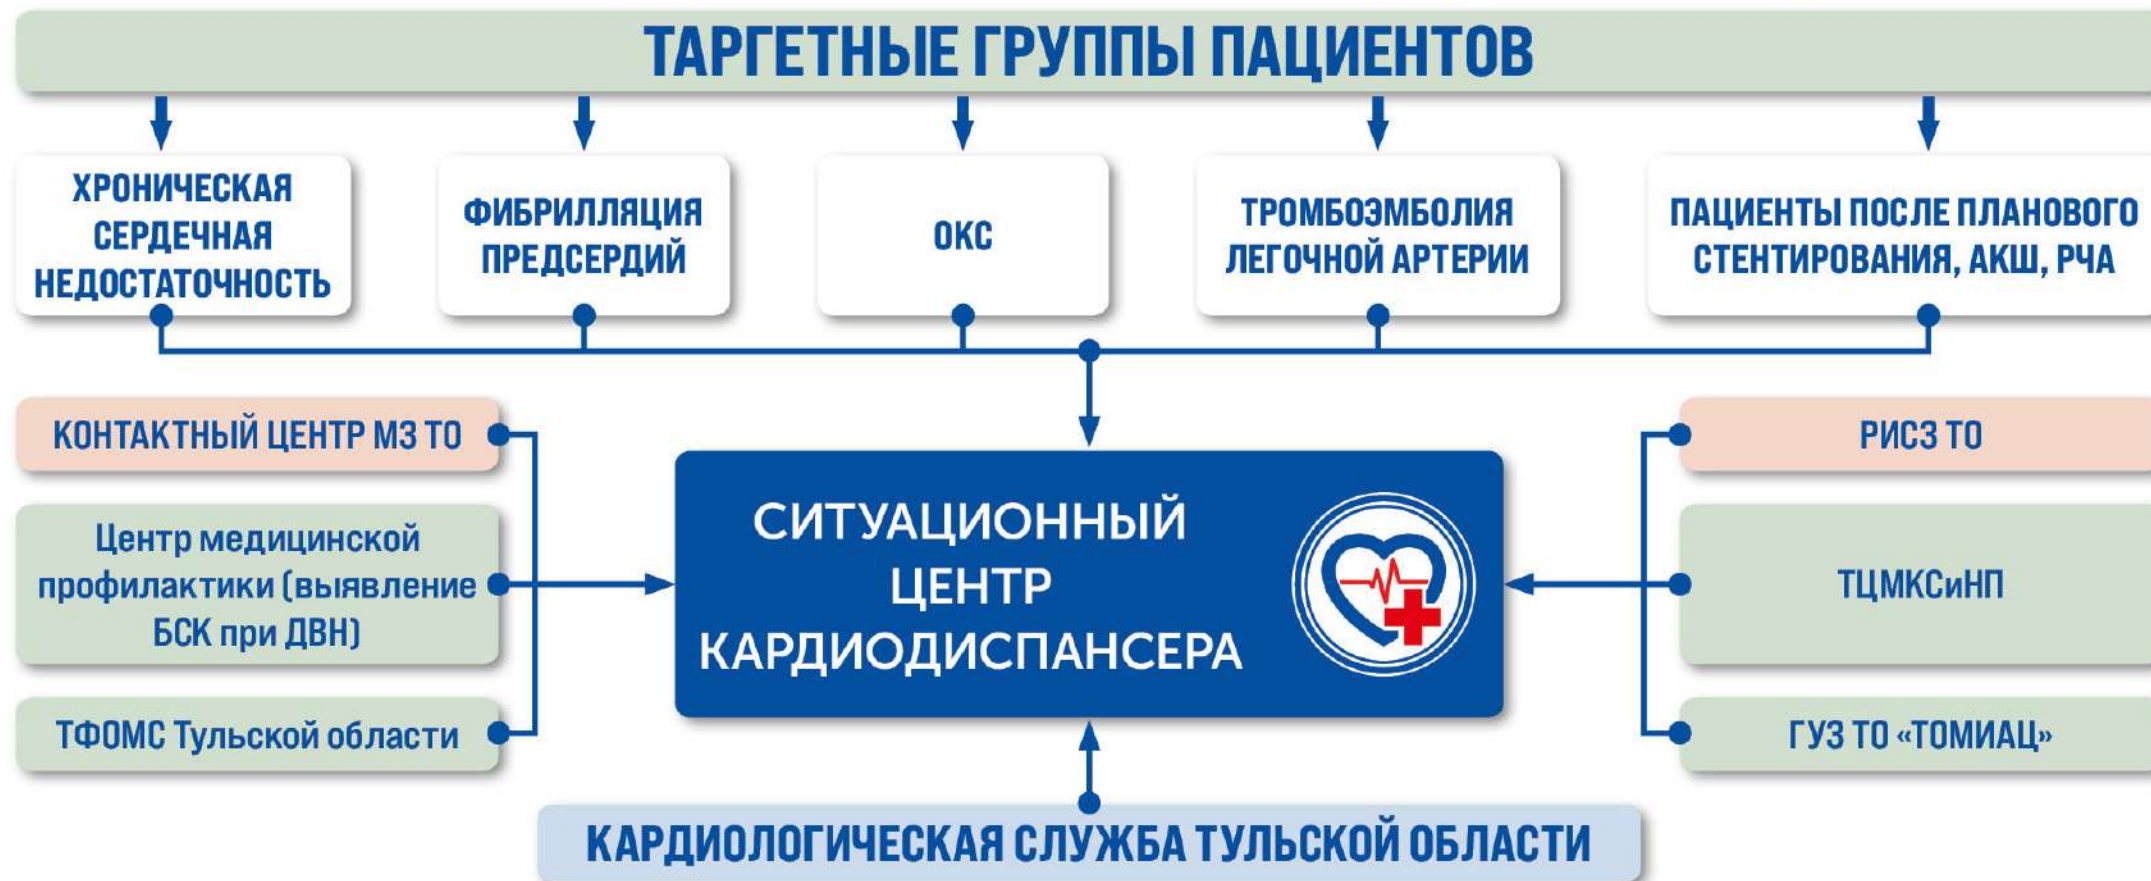 ТАРГЕТНЫЕ ГРУППЫ ПАЦИЕНТОВ
ХРОНИЧЕСКАЯ
СЕРДЕЧНАЯ
НЕДОСТАТОЧНОСТЬ
ФИБРИЛЛЯЦИЯ
ПРЕДСЕРДИЙ
ОКС
ТРОМБОЭМБОЛИЯ
ЛЕГОЧНОЙ АРТЕРИИ
ПАЦИЕНТЫ ПОСЛЕ ПЛАНОВОГО
СТЕНТИРОВАНИЯ, АКШ, РЧА
КОНТАКТНЫЙ ЦЕНТР МЗ ТО
Центр медицинской
профилактики (выявление
БСК при ДВН)
ТФОМС Тульской области
СИТУАЦИОННЫЙ
ЦЕНТР
КАРДИОДИСПАНСЕРА
РИСЗ ТО
ТЦМКСиНП
ГУЗ ТО «ТОМИАЦ»
КАРДИОЛОГИЧЕСКАЯ СЛУЖБА ТУЛЬСКОЙ ОБЛАСТИ